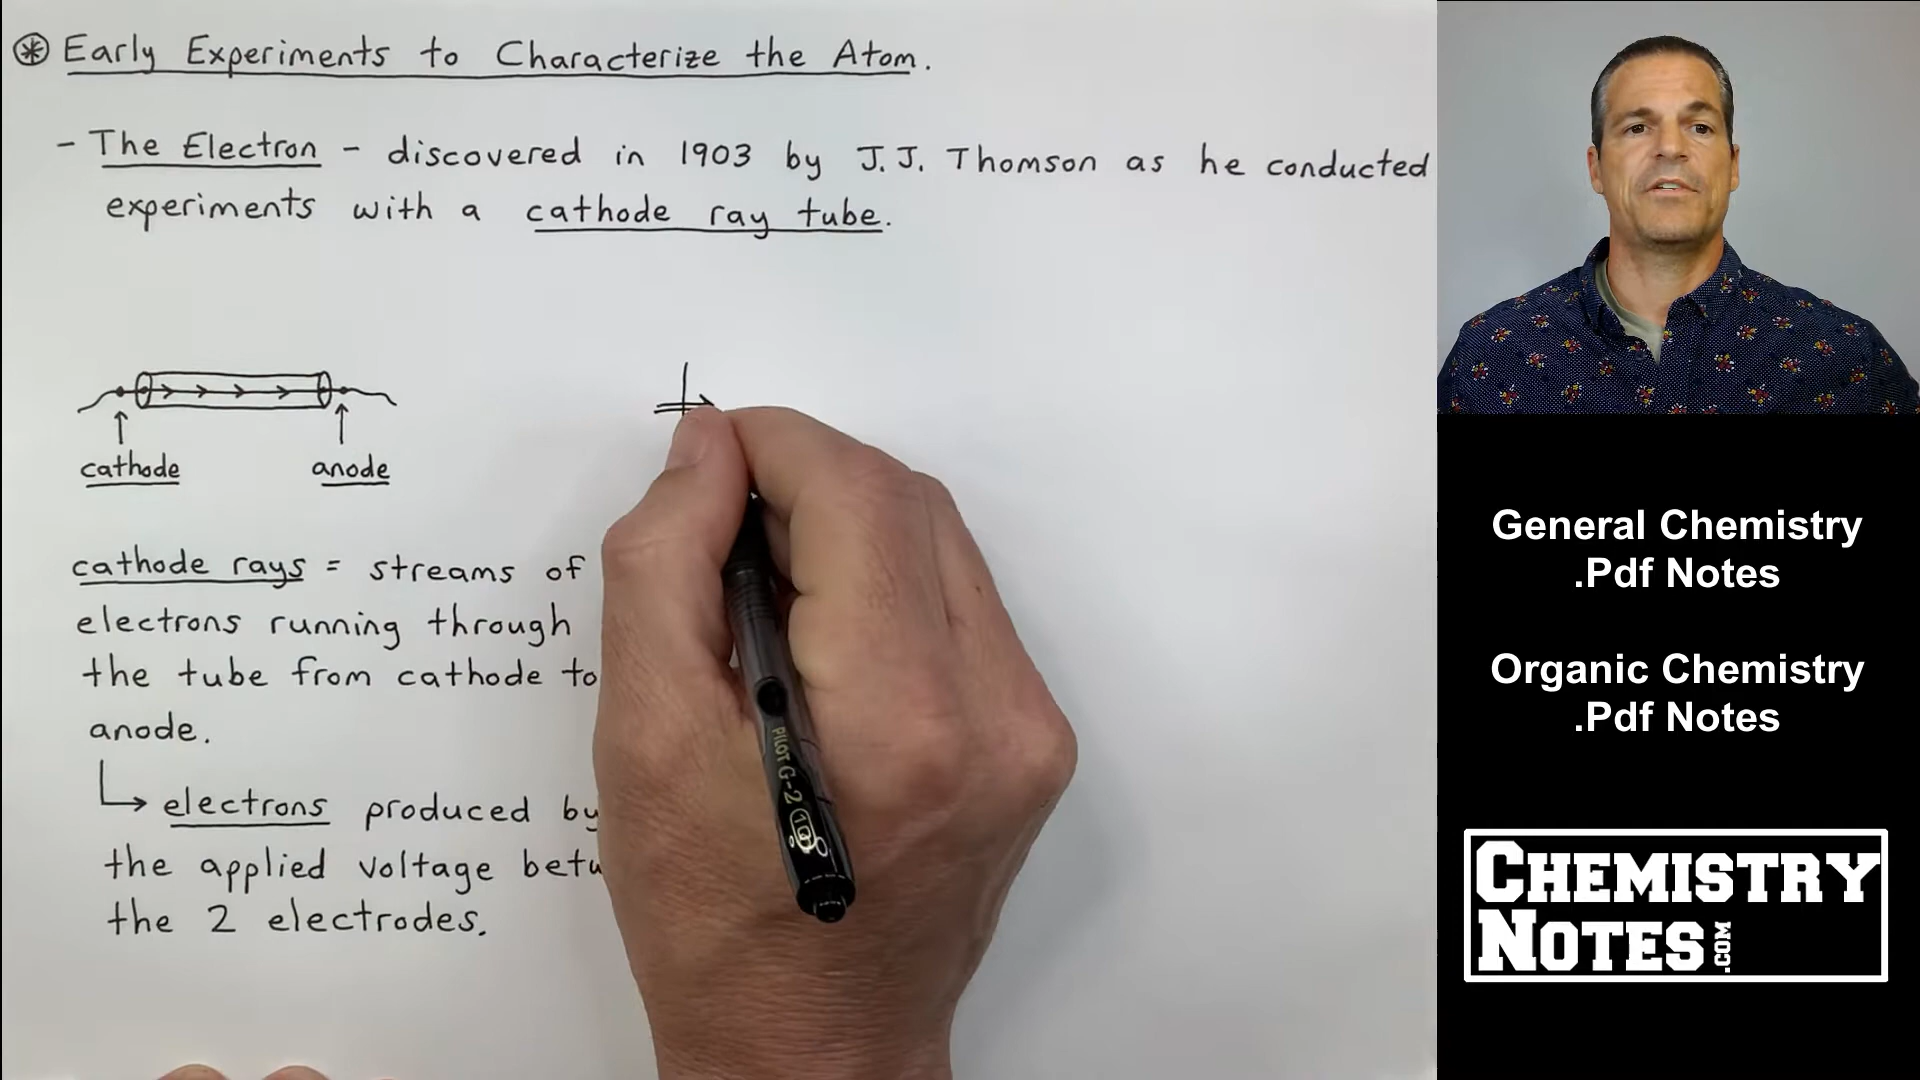 ⊛ Early Experiments to Characterize the Atom.
- The Electron - discovered in 1903 by J.J. Thomson as he conducted
experiments with a cathode ray tube.
cathode
anode
cathode rays = streams of
electrons running through
the tube from cathode to
anode.
↳ electrons produced by
the applied voltage
the 2 electrodes.
PILOT G-2 10
General Chemistry
.Pdf Notes
Organic Chemistry
.Pdf Notes
CHEMISTRY
NOTES.COM